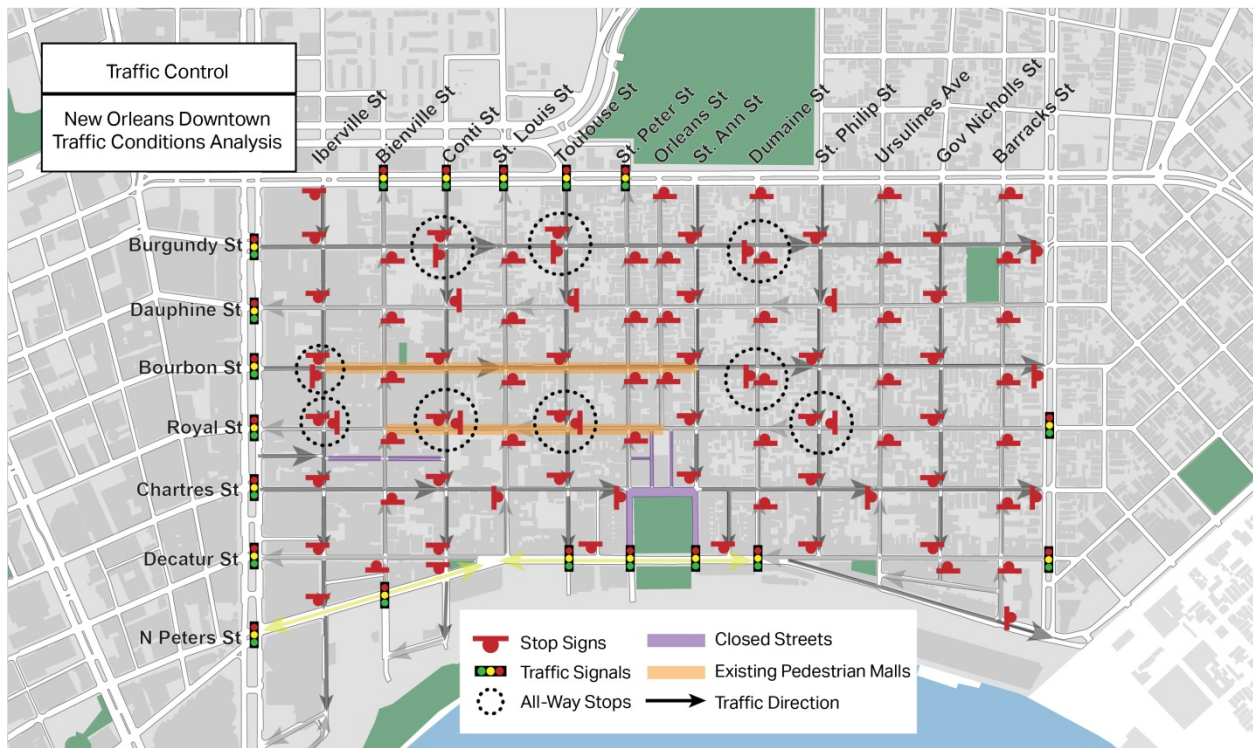 Traffic Control
New Orleans Downtown
Traffic Conditions Analysis
Iberville St
Bienville St
Conti St
St. Louis St
Toulouse St
St. Peter St
Orleans St
St. Ann St
Dumaine St
St. Philip St
Ursulines Ave
Gov Nicholls St
Barracks St
Burgundy St
Dauphine St
Bourbon St
Royal St
Chartres St
Decatur St
N Peters St
Stop Signs
Closed Streets
Traffic Signals
Existing Pedestrian Malls
All-Way Stops
Traffic Direction